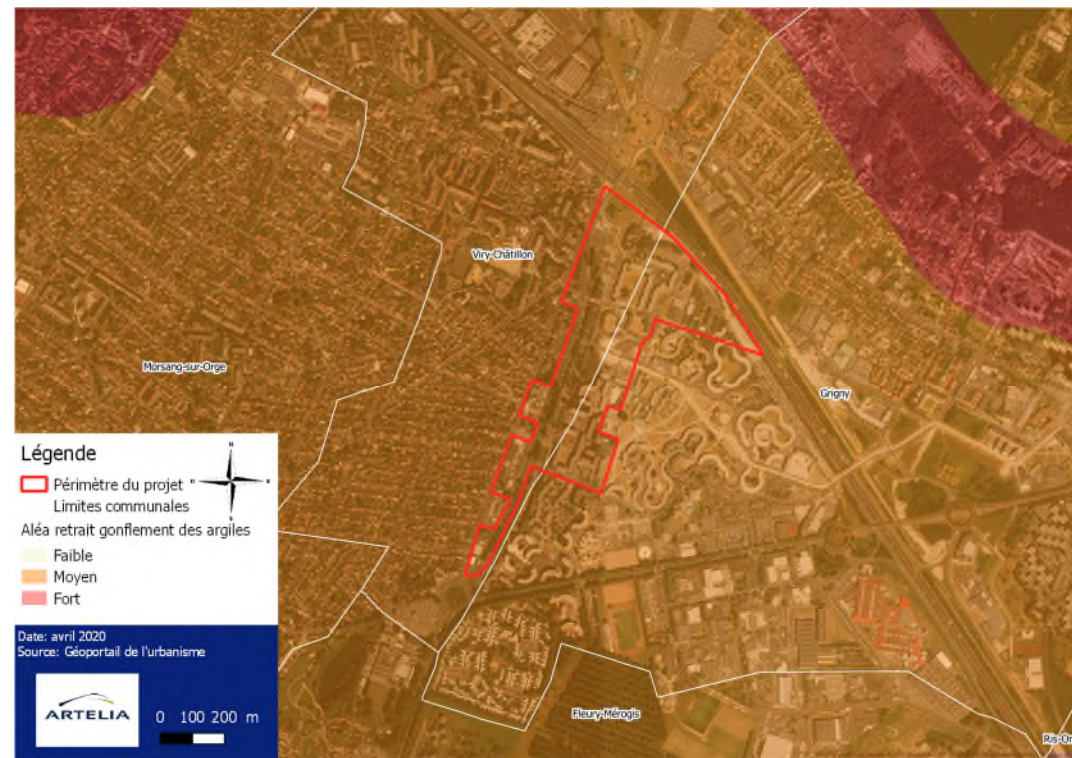 Viry-Châtillon
Morsang-sur-Orge
Grigny
Fleury-Mérogis
Ris-Or
Légende
Périmètre du projet
Limites communales
Aléa retrait gonflement des argiles
Faible
Moyen
Fort
Date: avril 2020
Source: Géoportail de l'urbanisme
ARTELIA
0 100 200 m